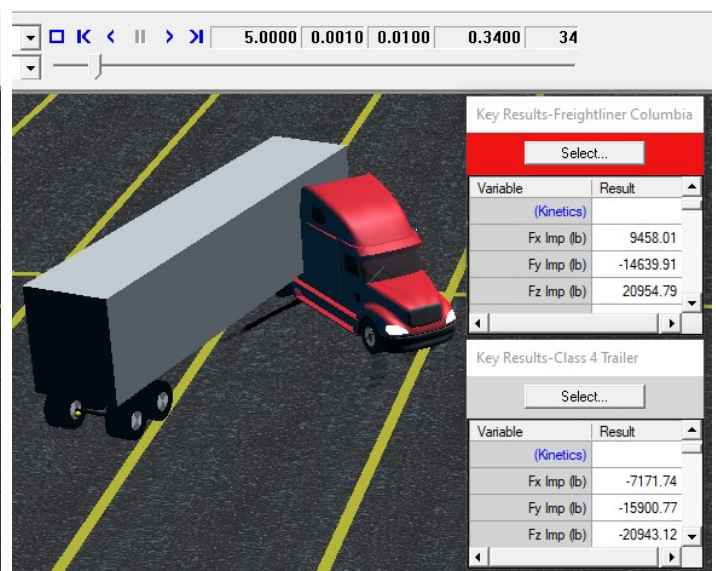 5.0000 0.0010 0.0100 0.3400 34
Key Results-Freightliner Columbia
Select...
Variable Result
(Kinetics)
Fx Imp (lb) 9458.01
Fy Imp (lb) -14639.91
Fz Imp (lb) 20954.79
Key Results-Class 4 Trailer
Select...
Variable Result
(Kinetics)
Fx Imp (lb) -7171.74
Fy Imp (lb) -15900.77
Fz Imp (lb) -20943.12